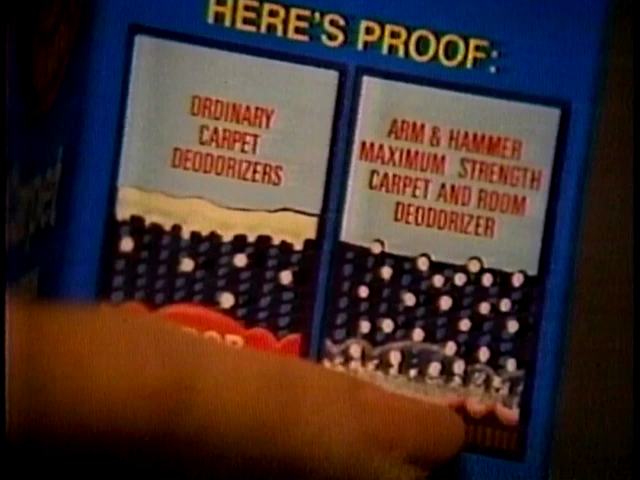 HERE'S PROOF:
ORDINARY
CARPET
DEODORIZERS
ARM & HAMMER
MAXIMUM STRENGTH
CARPET AND ROOM
DEODORIZER